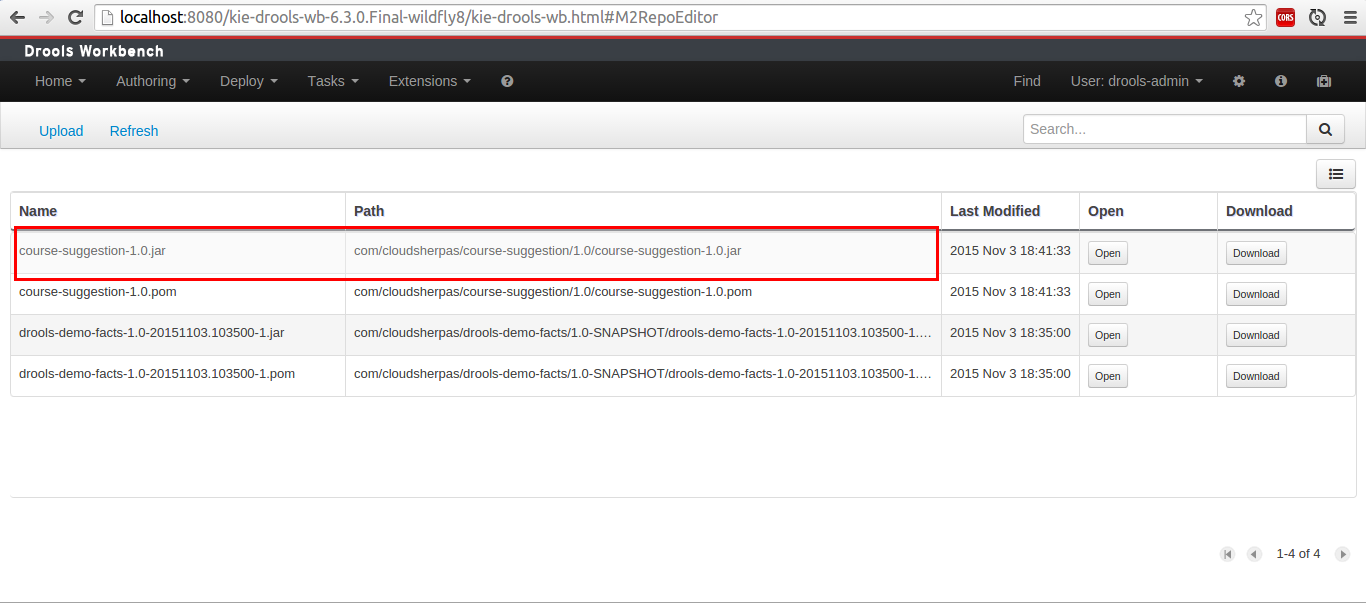 localhost:8080/kie-drools-wb-6.3.0.Final-wildfly8/kie-drools-wb.html#M2RepoEditor CORS
Drools Workbench
Home Authoring Deploy Tasks Extensions ? Find User: drools-admin
Upload Refresh Search...
Name Path Last Modified Open Download
course-suggestion-1.0.jar com/cloudsherpas/course-suggestion/1.0/course-suggestion-1.0.jar 2015 Nov 3 18:41:33 Open Download
course-suggestion-1.0.pom com/cloudsherpas/course-suggestion/1.0/course-suggestion-1.0.pom 2015 Nov 3 18:41:33 Open Download
drools-demo-facts-1.0-20151103.103500-1.jar com/cloudsherpas/drools-demo-facts/1.0-SNAPSHOT/drools-demo-facts-1.0-20151103.103500-1.... 2015 Nov 3 18:35:00 Open Download
drools-demo-facts-1.0-20151103.103500-1.pom com/cloudsherpas/drools-demo-facts/1.0-SNAPSHOT/drools-demo-facts-1.0-20151103.103500-1.... 2015 Nov 3 18:35:00 Open Download
1-4 of 4